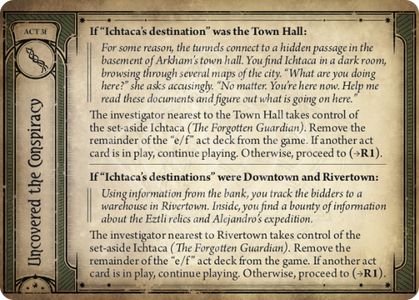 ACT 3f
Uncovered the Conspiracy
If “Ichtaca’s destination” was the Town Hall:
For some reason, the tunnels connect to a hidden passage in the
basement of Arkham’s town hall. You find Ichtaca in a dark room,
browsing through several maps of the city. “What are you doing
here?” she asks accusingly. “No matter. You’re here now. Help me
read these documents and figure out what is going on here.”
The investigator nearest to the Town Hall takes control of
the set-aside Ichtaca (The Forgotten Guardian). Remove the
remainder of the “e/f” act deck from the game. If another act
card is in play, continue playing. Otherwise, proceed to (→R1).
If “Ichtaca’s destinations” were Downtown and Rivertown:
Using information from the bank, you track the bidders to a
warehouse in Rivertown. Inside, you find a bounty of information
about the Eztli relics and Alejandro’s expedition.
The investigator nearest to Rivertown takes control of the
set-aside Ichtaca (The Forgotten Guardian). Remove the
remainder of the “e/f” act deck from the game. If another act
card is in play, continue playing. Otherwise, proceed to (→R1).